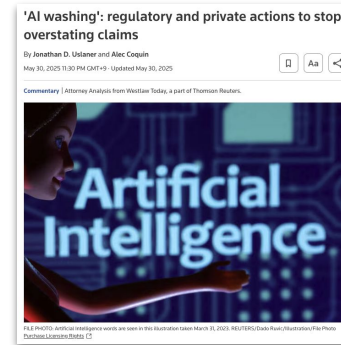 'AI washing': regulatory and private actions to stop
overstating claims
By Jonathan D. Uslaner and Alec Coquin
May 30, 2025 11:30 PM GMT+9 · Updated May 30, 2025
Aa
Commentary | Attorney Analysis from Westlaw Today, a part of Thomson Reuters.
Artificial
Intelligence
FILE PHOTO: Artificial Intelligence words are seen in this illustration taken March 31, 2023. REUTERS/Dado Ruvic/Illustration/File Photo
Purchase Licensing Rights